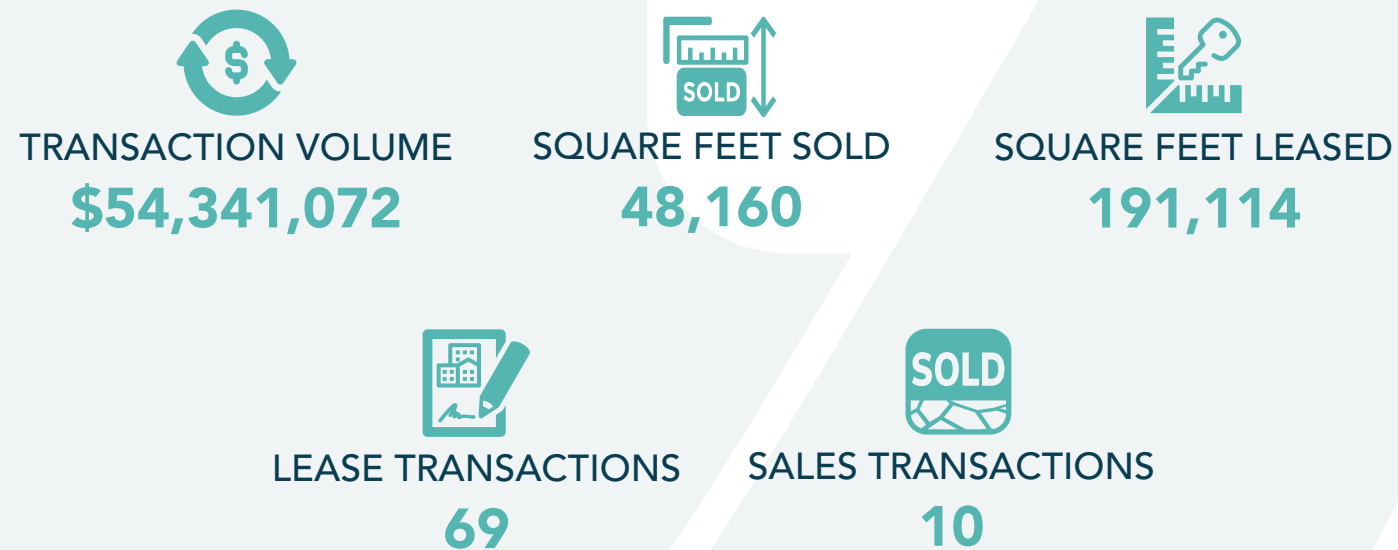 $
TRANSACTION VOLUME
$54,341,072
SOLD
SQUARE FEET SOLD
48,160
SQUARE FEET LEASED
191,114
LEASE TRANSACTIONS
69
SOLD
SALES TRANSACTIONS
10